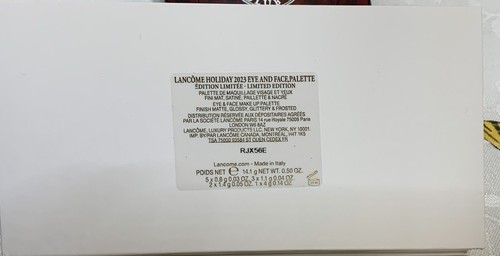 LANCÔME HOLIDAY 2023 EYE AND FACE PALETTE
ÉDITION LIMITÉE · LIMITED EDITION
PALETTE DE MAQUILLAGE VISAGE ET YEUX
FINI MAT, SATINÉ, PAILLETTE & NACRÉ
EYE & FACE MAKE UP PALETTE
FINISH MATTE, GLOSSY, GLITTERY & FROSTED
DISTRIBUTION RÉSERVÉE AUX DÉPOSITAIRES AGRÉÉS
PAR LA SOCIÉTÉ LANCÔME PARIS 14 rue Royale 75008 Paris
LONDON W6 8AZ
LANCÔME, LUXURY PRODUCTS LLC, NEW YORK, NY 10001
IMP. BY/PAR LANCÔME CANADA, MONTRÉAL, H4T 1K5
TSA 75000 93584 ST OUEN CEDEX FR
RJX56E
Lancome.com - Made in Italy
POIDS NET e 14.1 g NET WT. 0.50 OZ.
5 x 0.8 g 0.03 OZ, 3 x 1.1 g 0.04 OZ,
2 x 1.4 g 0.05 OZ, 1 x 4 g 0.14 OZ